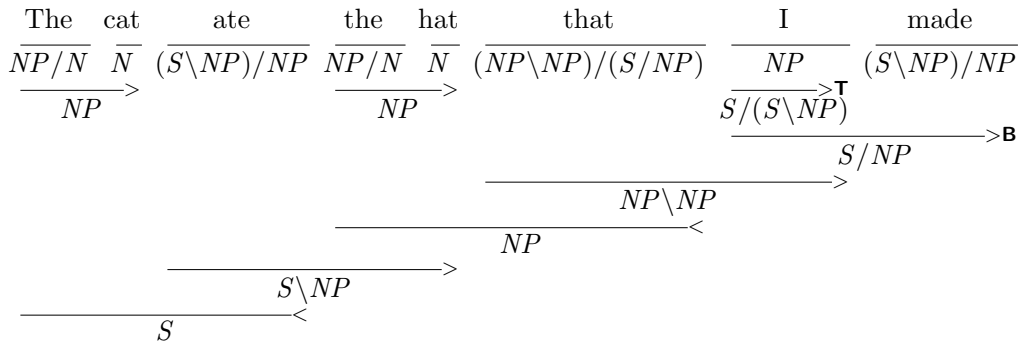 The cat ate the hat that I made
NP/N N (S\NP)/NP NP/N N (NP\NP)/(S/NP) NP (S\NP)/NP
> > >T
NP NP S/(S\NP)
>B
S/NP
>
NP\NP
<
NP
>
S\NP
<
S